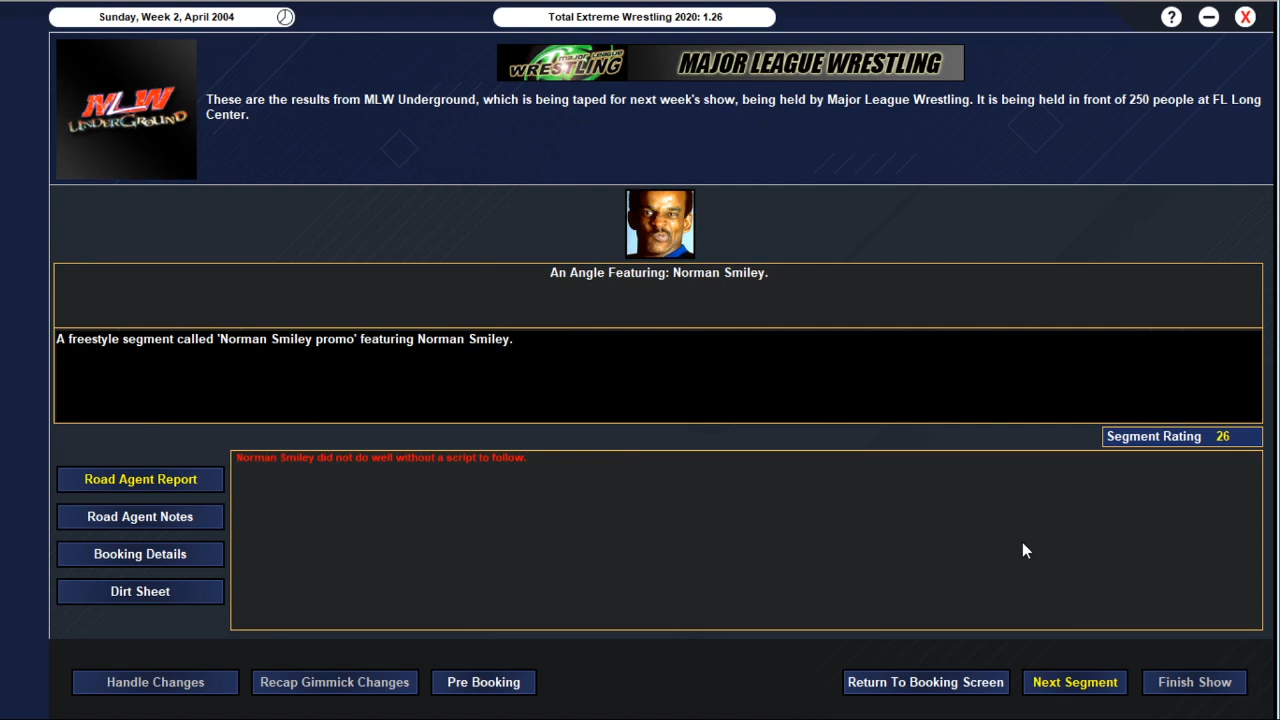 Sunday, Week 2, April 2004
Total Extreme Wrestling 2020: 1.26
?
X
MLW
UNDERGROUND
MAJOR LEAGUE
WRESTLING
MAJOR LEAGUE WRESTLING
These are the results from MLW Underground, which is being taped for next week's show, being held by Major League Wrestling. It is being held in front of 250 people at FL Long
Center.
An Angle Featuring: Norman Smiley.
A freestyle segment called 'Norman Smiley promo' featuring Norman Smiley.
Segment Rating 26
Norman Smiley did not do well without a script to follow.
Road Agent Report
Road Agent Notes
Booking Details
Dirt Sheet
Handle Changes
Recap Gimmick Changes
Pre Booking
Return To Booking Screen
Next Segment
Finish Show